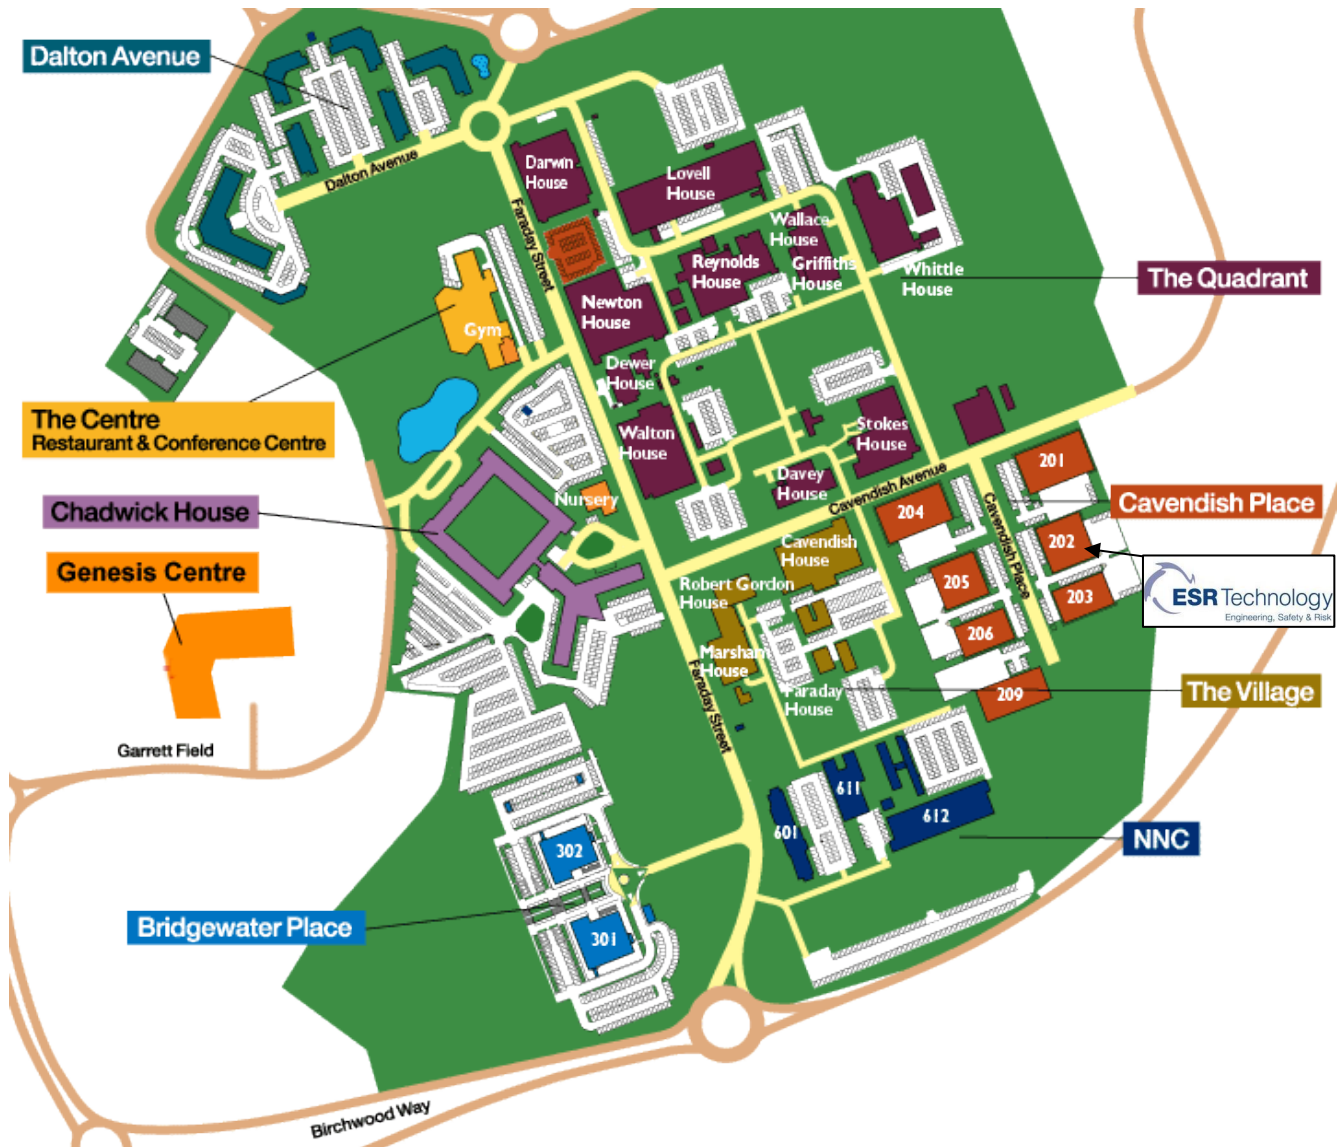 Dalton Avenue
Dalton Avenue
Darwin
House
Lovell
House
Faraday Street
Wallace
House
Reynolds
House
Griffiths
House
Whittle
House
The Quadrant
Newton
House
Gym
Dewer
House
The Centre
Restaurant & Conference Centre
Walton
House
Stokes
House
Davey
House
Cavendish Avenue
201
Cavendish Place
Cavendish Place
Nursery
Chadwick House
204
202
Cavendish
House
Genesis Centre
Robert Gordon
House
205
203
ESR Technology
Engineering, Safety & Risk
206
Marsham
House
Faraday
House
209
The Village
Faraday Street
Garrett Field
611
601
612
NNC
302
Bridgewater Place
301
Birchwood Way